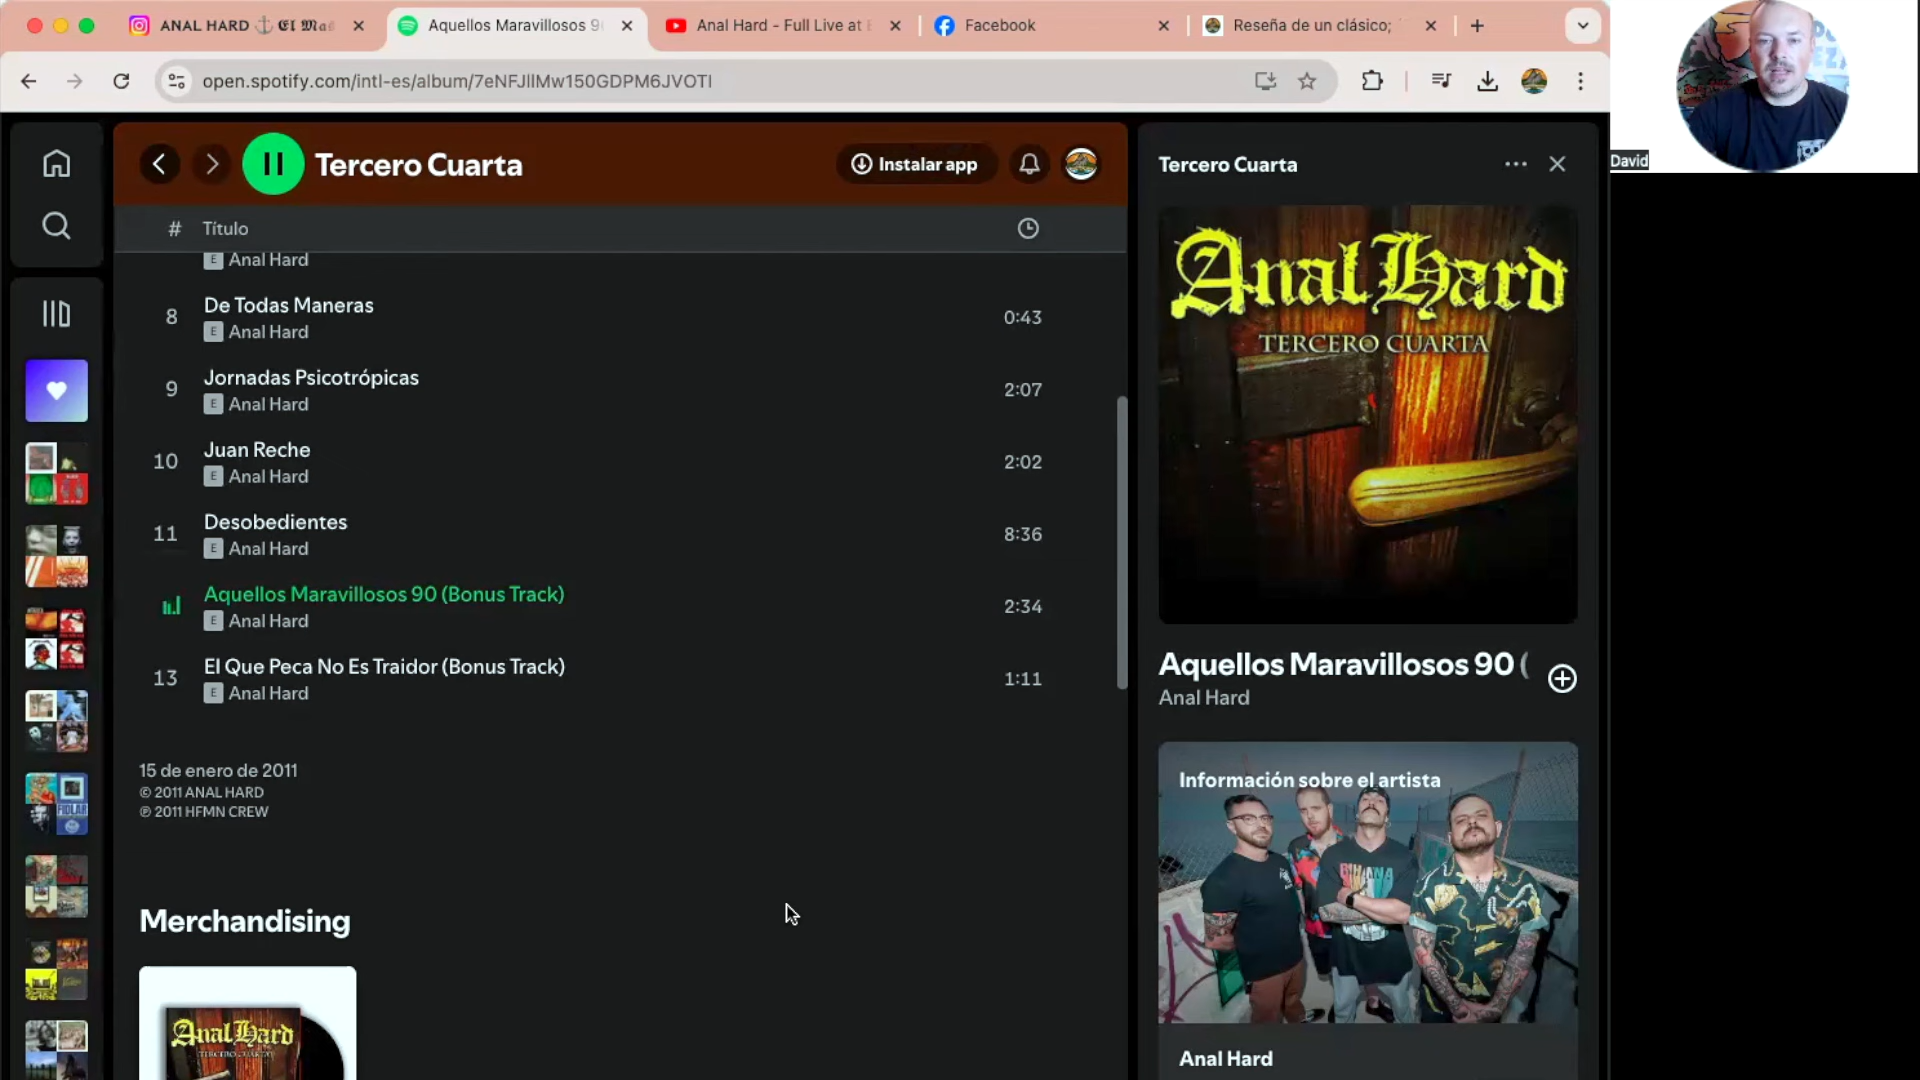 ANAL HARD ⚓ 𝕰𝖑 𝕸𝖆
Aquellos Maravillosos 9
Anal Hard - Full Live at
Facebook
Reseña de un clásico;
open.spotify.com/intl-es/album/7eNFJIlMw150GDPM6JVOTI
Tercero Cuarta
Instalar app
# Título
E Anal Hard
8 De Todas Maneras 0:43
E Anal Hard
9 Jornadas Psicotrópicas 2:07
E Anal Hard
10 Juan Reche 2:02
E Anal Hard
11 Desobedientes 8:36
E Anal Hard
Aquellos Maravillosos 90 (Bonus Track) 2:34
E Anal Hard
13 El Que Peca No Es Traidor (Bonus Track) 1:11
E Anal Hard
15 de enero de 2011
© 2011 ANAL HARD
℗ 2011 HFMN CREW
Merchandising
Anal Hard
TERCERO CUARTA
Tercero Cuarta
Anal Hard
TERCERO CUARTA
Aquellos Maravillosos 90 (
Anal Hard
Información sobre el artista
Anal Hard
David